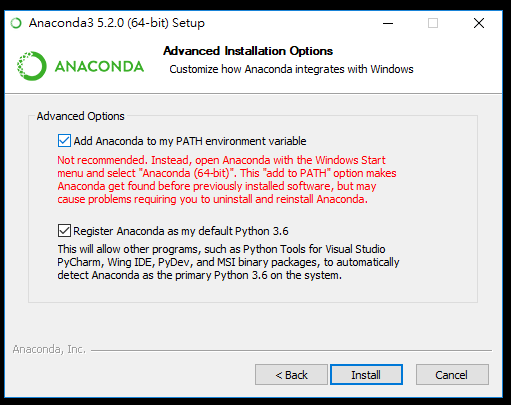 Anaconda3 5.2.0 (64-bit) Setup
ANACONDA
Advanced Installation Options
Customize how Anaconda integrates with Windows
Advanced Options
Add Anaconda to my PATH environment variable
Not recommended. Instead, open Anaconda with the Windows Start
menu and select "Anaconda (64-bit)". This "add to PATH" option makes
Anaconda get found before previously installed software, but may
cause problems requiring you to uninstall and reinstall Anaconda.
Register Anaconda as my default Python 3.6
This will allow other programs, such as Python Tools for Visual Studio
PyCharm, Wing IDE, PyDev, and MSI binary packages, to automatically
detect Anaconda as the primary Python 3.6 on the system.
Anaconda, Inc.
< Back
Install
Cancel